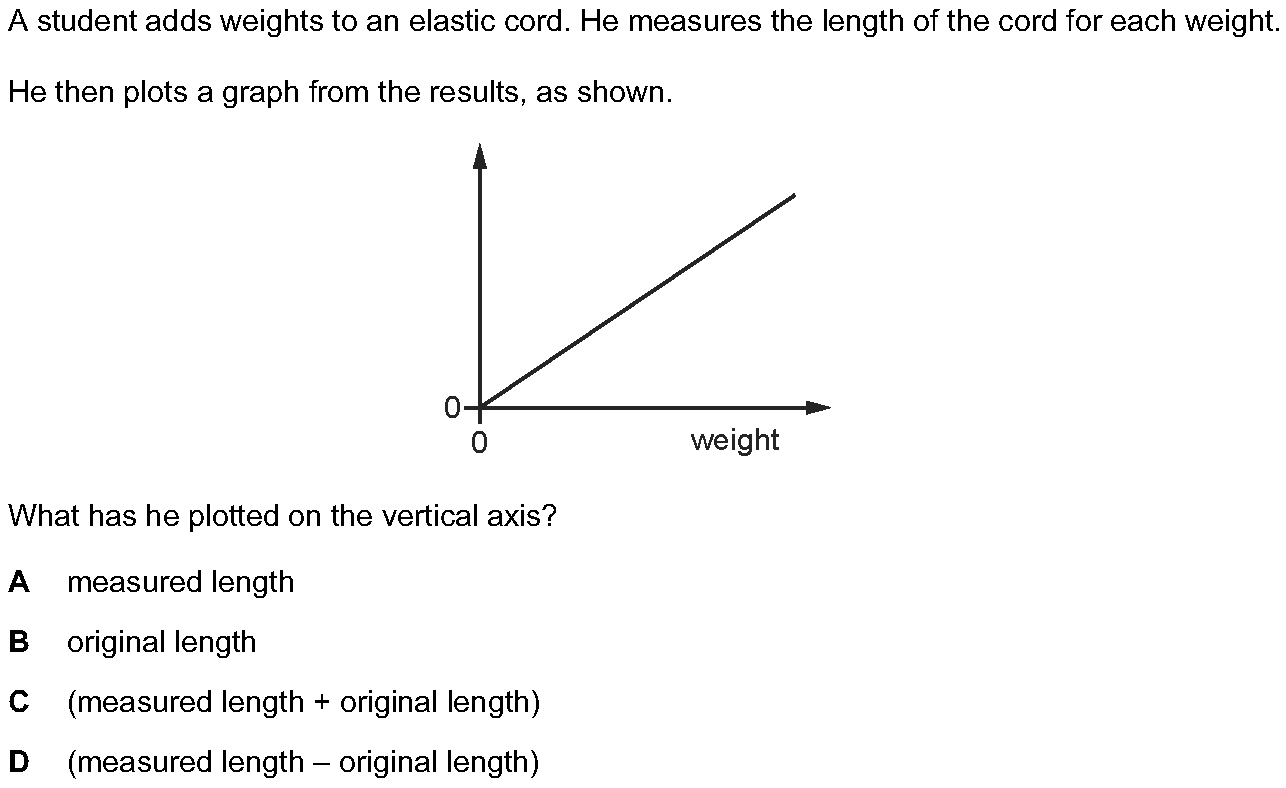 A student adds weights to an elastic cord. He measures the length of the cord for each weight.
He then plots a graph from the results, as shown.
0
0
weight
What has he plotted on the vertical axis?
A measured length
B original length
C (measured length + original length)
D (measured length – original length)